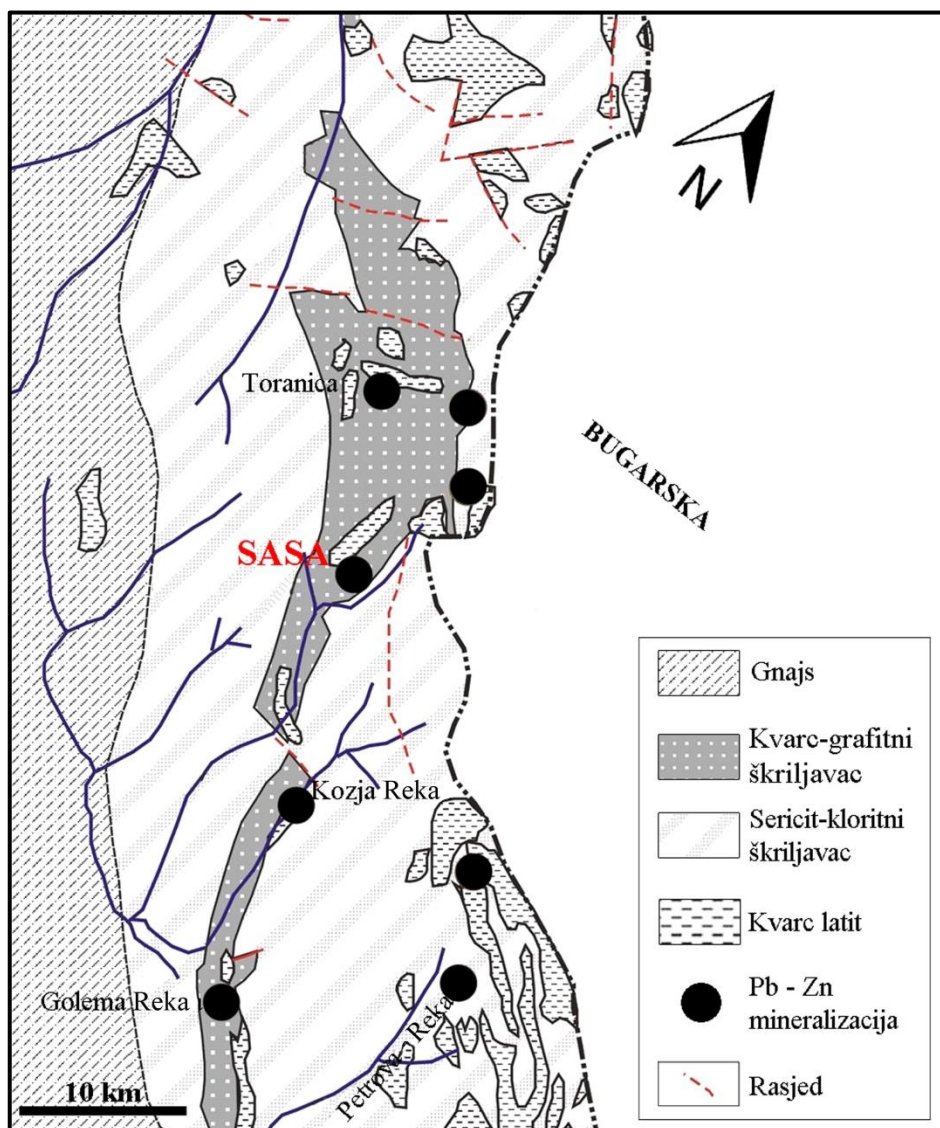 N
Toranica
BUGARSKA
SASA
Kozja Reka
Golema Reka
Petrova - Reka
10 km
Gnajs
Kvarc-grafitni
škriljavac
Sericit-kloritni
škriljavac
Kvarc latit
Pb - Zn
mineralizacija
Rasjed